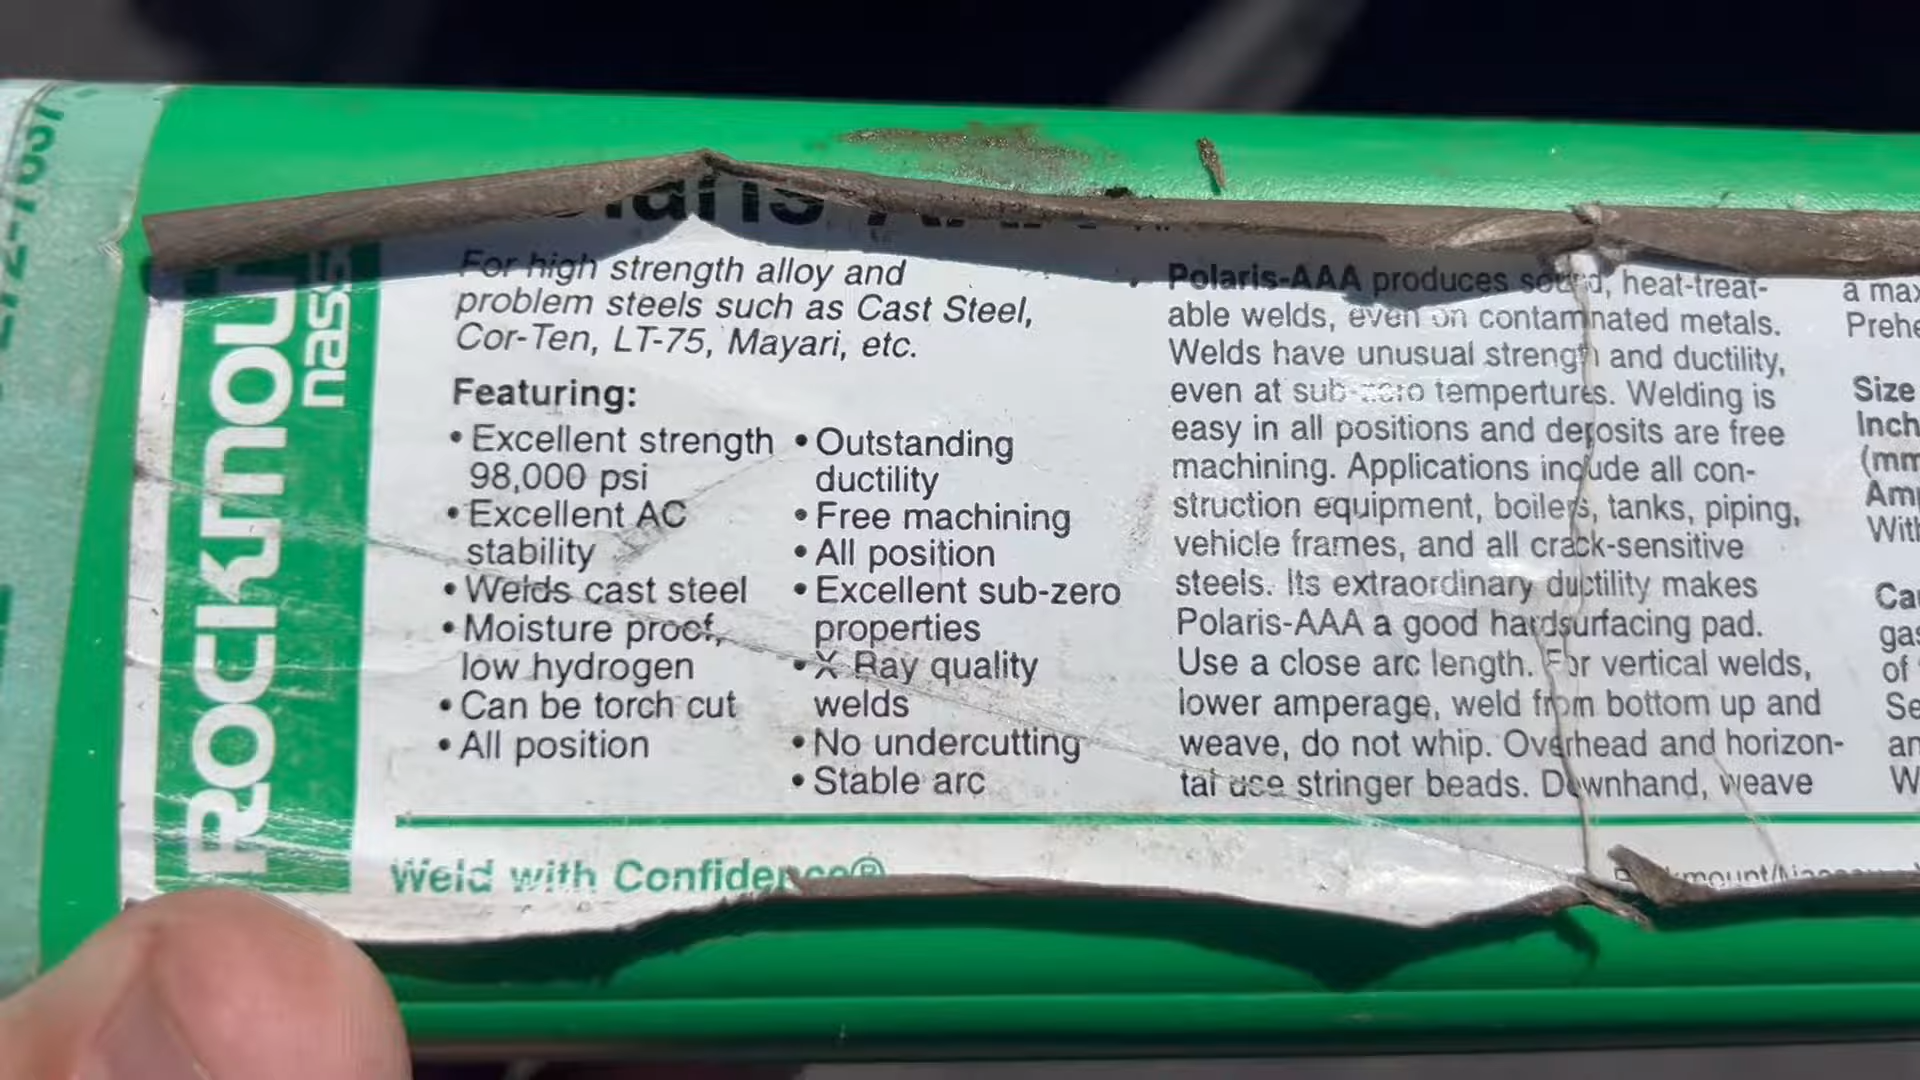 For high strength alloy and
problem steels such as Cast Steel,
Cor-Ten, LT-75, Mayari, etc.
Featuring:
• Excellent strength
98,000 psi
• Excellent AC
stability
• Welds cast steel
• Moisture proof,
low hydrogen
• Can be torch cut
• All position
• Outstanding
ductility
• Free machining
• All position
• Excellent sub-zero
properties
• X Ray quality
welds
• No undercutting
• Stable arc
Weld with Confidence®
Polaris-AAA produces sound, heat-treat-
able welds, even on contaminated metals.
Welds have unusual strength and ductility,
even at sub-zero tempertures. Welding is
easy in all positions and deposits are free
machining. Applications include all con-
struction equipment, boilers, tanks, piping,
vehicle frames, and all crack-sensitive
steels. Its extraordinary ductility makes
Polaris-AAA a good hardsurfacing pad.
Use a close arc length. For vertical welds,
lower amperage, weld from bottom up and
weave, do not whip. Overhead and horizon-
tal use stringer beads. Downhand, weave
a
Size
Inch
(mm
of